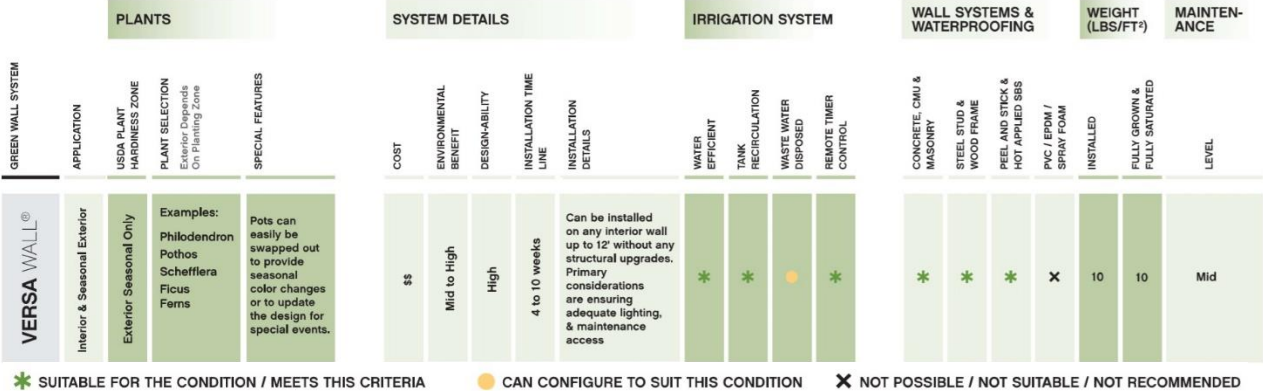 PLANTS
SYSTEM DETAILS
IRRIGATION SYSTEM
WALL SYSTEMS &
WATERPROOFING
WEIGHT
(LBS/FT²)
MAINTEN-
ANCE
GREEN WALL SYSTEM
APPLICATION
USDA PLANT
HARDINESS ZONE
PLANT SELECTION
Exterior Depends
On Planting Zone
SPECIAL FEATURES
COST
ENVIRONMENTAL
BENEFIT
DESIGN-ABILITY
INSTALLATION TIME
LINE
INSTALLATION
DETAILS
WATER
EFFICIENT
TANK
RECIRCULATION
WASTE WATER
DISPOSED
REMOTE TIMER
CONTROL
CONCRETE, CMU &
MASONRY
STEEL STUD &
WOOD FRAME
PEEL AND STICK &
HOT APPLIED SBS
PVC / EPDM /
SPRAY FOAM
INSTALLED
FULLY GROWN &
FULLY SATURATED
LEVEL
VERSA WALL®
Interior & Seasonal Exterior
Exterior Seasonal Only
Examples:
Philodendron
Pothos
Schefflera
Ficus
Ferns
Pots can
easily be
swapped out
to provide
seasonal
color changes
or to update
the design for
special events.
$$
Mid to High
High
4 to 10 weeks
Can be installed
on any interior wall
up to 12' without any
structural upgrades.
Primary
considerations
are ensuring
adequate lighting,
& maintenance
access
10
10
Mid
SUITABLE FOR THE CONDITION / MEETS THIS CRITERIA
CAN CONFIGURE TO SUIT THIS CONDITION
NOT POSSIBLE / NOT SUITABLE / NOT RECOMMENDED